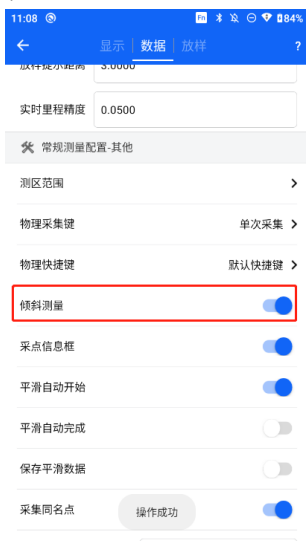 11:08 Fn 84%
显示 数据 放样 ?
放样提示距离 3.0000
实时里程精度 0.0500
常规测量配置-其他
测区范围
物理采集键 单次采集
物理快捷键 默认快捷键
倾斜测量
采点信息框
平滑自动开始
平滑自动完成
保存平滑数据
采集同名点
操作成功